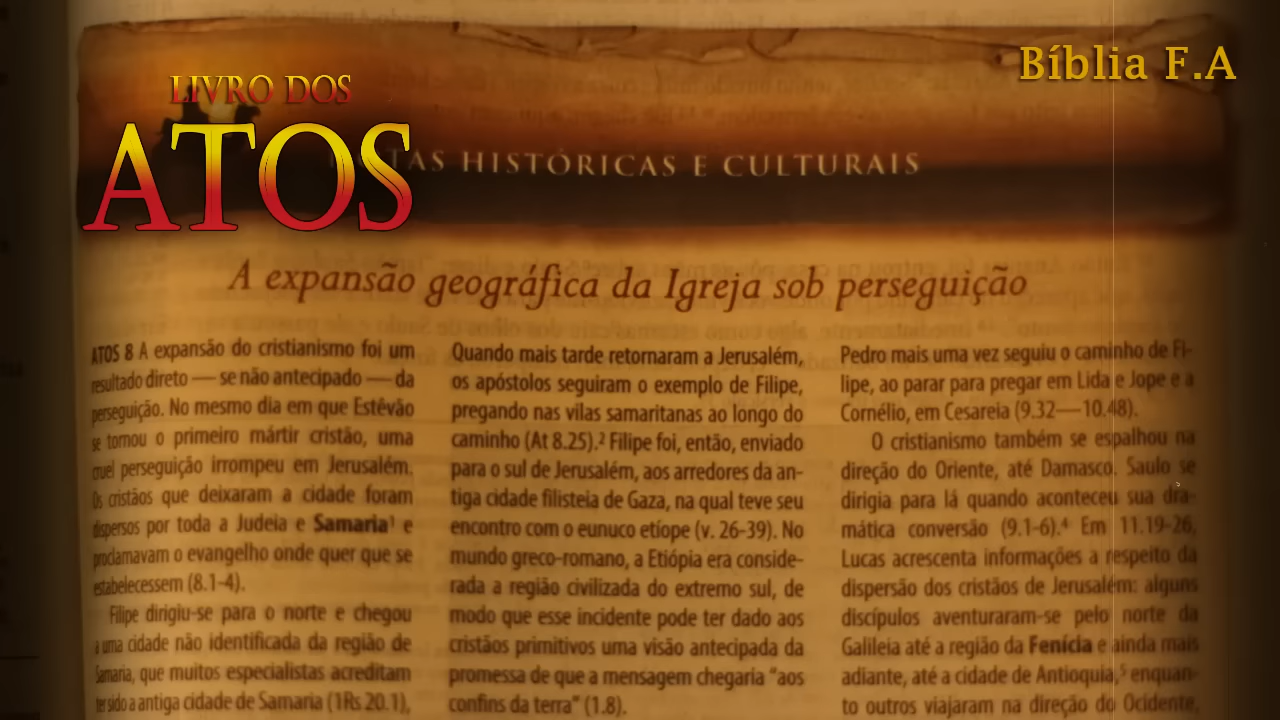 LIVRO DOS
ATOS
Bíblia F.A
TAS HISTÓRICAS E CULTURAIS
A expansão geográfica da Igreja sob perseguição
ATOS 8 A expansão do cristianismo foi um
resultado direto — se não antecipado — da
perseguição. No mesmo dia em que Estêvão
se tornou o primeiro mártir cristão, uma
cruel perseguição irrompeu em Jerusalém.
Os cristãos que deixaram a cidade foram
dispersos por toda a Judeia e Samaria¹ e
proclamavam o evangelho onde quer que se
estabelecessem (8.1-4).
Filipe dirigiu-se para o norte e chegou
a uma cidade não identificada da região de
Samaria, que muitos especialistas acreditam
ter sido a antiga cidade de Samaria (1Rs 20.1),
Quando mais tarde retornaram a Jerusalém,
os apóstolos seguiram o exemplo de Filipe,
pregando nas vilas samaritanas ao longo do
caminho (At 8.25).² Filipe foi, então, enviado
para o sul de Jerusalém, aos arredores da an-
tiga cidade filisteia de Gaza, na qual teve seu
encontro com o eunuco etíope (v. 26-39). No
mundo greco-romano, a Etiópia era conside-
rada a região civilizada do extremo sul, de
modo que esse incidente pode ter dado aos
cristãos primitivos uma visão antecipada da
promessa de que a mensagem chegaria “aos
confins da terra” (1.8).
Pedro mais uma vez seguiu o caminho de Fi-
lipe, ao parar para pregar em Lida e Jope e a
Cornélio, em Cesareia (9.32—10.48).
O cristianismo também se espalhou na
direção do Oriente, até Damasco. Saulo se
dirigia para lá quando aconteceu sua dra-
mática conversão (9.1-6).⁴ Em 11.19-26,
Lucas acrescenta informações a respeito da
dispersão dos cristãos de Jerusalém: alguns
discípulos aventuraram-se pelo norte da
Galileia até a região da Fenícia e ainda mais
adiante, até a cidade de Antioquia,⁵ enquan-
to outros viajaram na direção do Ocidente,